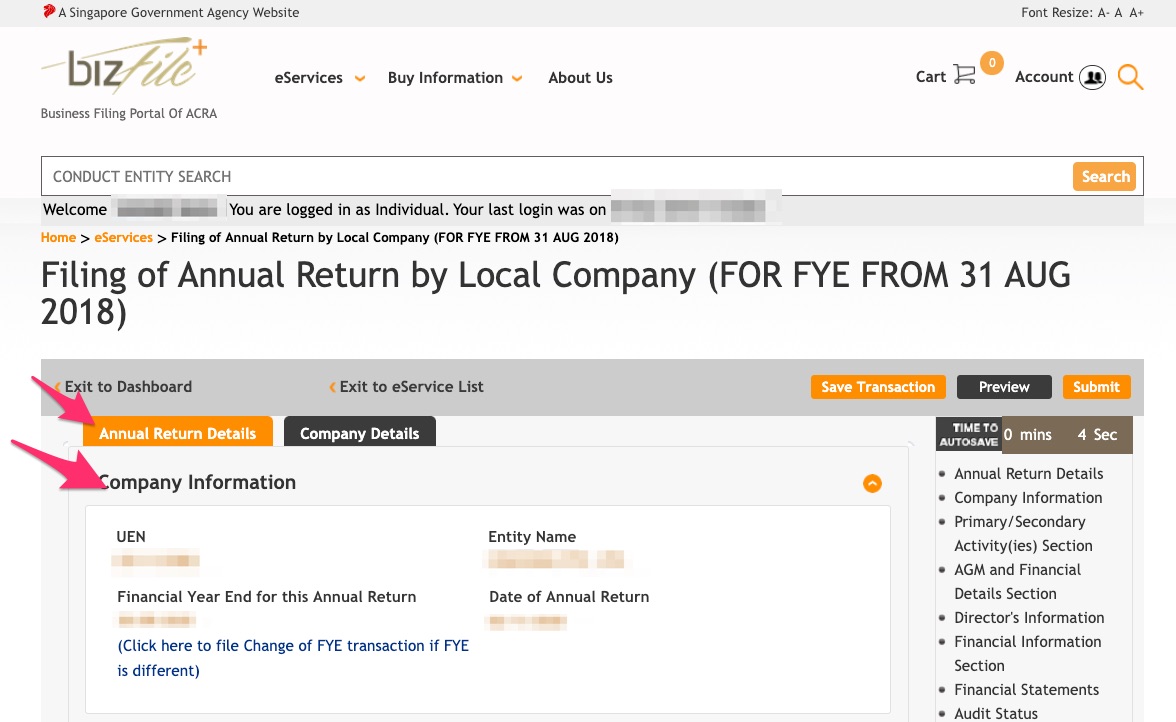 A Singapore Government Agency Website
Font Resize: A- A A+
bizfile+
eServices
Buy Information
About Us
Cart
0
Account
Business Filing Portal Of ACRA
CONDUCT ENTITY SEARCH
Search
Welcome You are logged in as Individual. Your last login was on
Home > eServices > Filing of Annual Return by Local Company (FOR FYE FROM 31 AUG 2018)
Filing of Annual Return by Local Company (FOR FYE FROM 31 AUG
2018)
Exit to Dashboard
Exit to eService List
Save Transaction
Preview
Submit
Annual Return Details
Company Details
Company Information
UEN
Entity Name
Financial Year End for this Annual Return
Date of Annual Return
(Click here to file Change of FYE transaction if FYE
is different)
TIME TO
AUTOSAVE
0 mins 4 Sec
Annual Return Details
Company Information
Primary/Secondary
Activity(ies) Section
AGM and Financial
Details Section
Director's Information
Financial Information
Section
Financial Statements
Audit Status